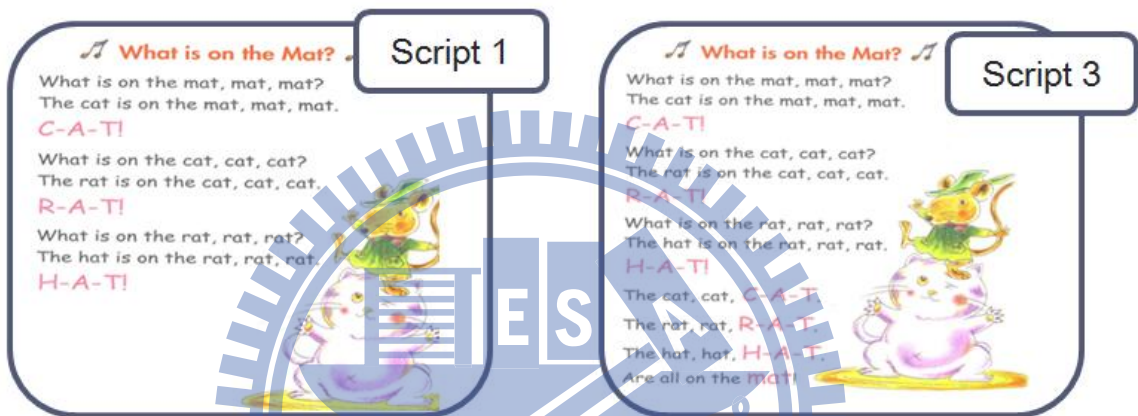 Script 1
What is on the Mat?
What is on the mat, mat, mat?
The cat is on the mat, mat, mat.
C-A-T!
What is on the cat, cat, cat?
The rat is on the cat, cat, cat.
R-A-T!
What is on the rat, rat, rat?
The hat is on the rat, rat, rat.
H-A-T!
Script 3
What is on the Mat?
What is on the mat, mat, mat?
The cat is on the mat, mat, mat.
C-A-T!
What is on the cat, cat, cat?
The rat is on the cat, cat, cat.
R-A-T!
What is on the rat, rat, rat?
The hat is on the rat, rat, rat.
H-A-T!
The cat, cat, C-A-T.
The rat, rat, R-A-T.
The hat, hat, H-A-T.
Are all on the mat!
ESA